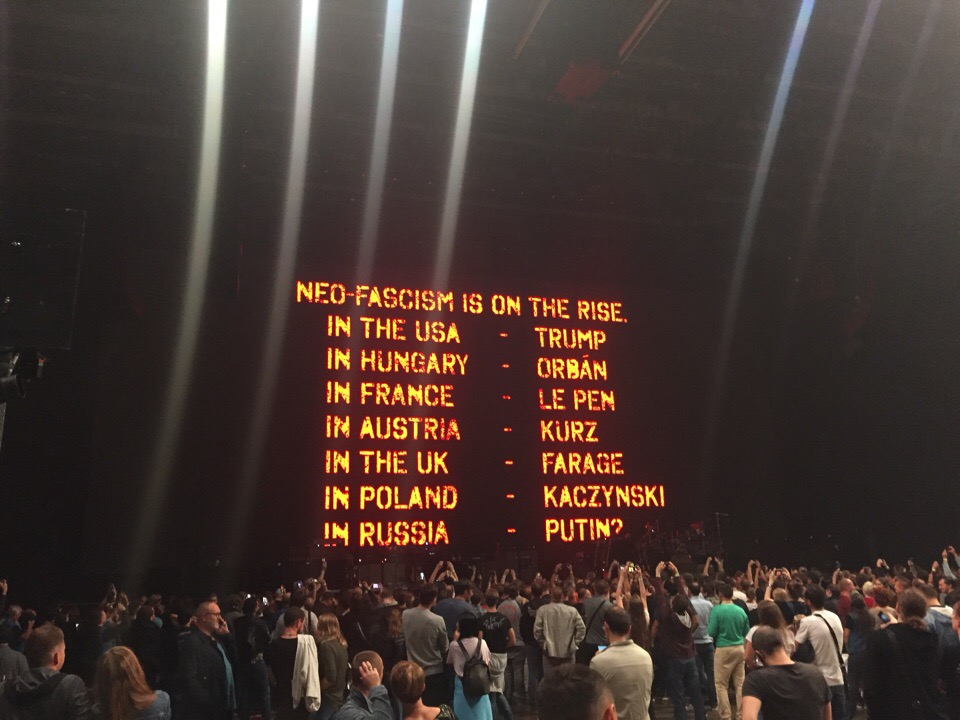 NEO-FASCISM IS ON THE RISE.
IN THE USA - TRUMP
IN HUNGARY - ORBÁN
IN FRANCE - LE PEN
IN AUSTRIA - KURZ
IN THE UK - FARAGE
IN POLAND - KACZYNSKI
IN RUSSIA - PUTIN?